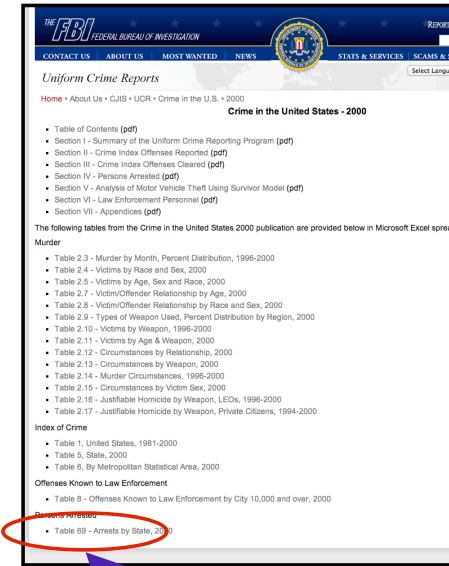 THE FBI FEDERAL BUREAU OF INVESTIGATION
REPORT
CONTACT US ABOUT US MOST WANTED NEWS STATS & SERVICES SCAMS &
Uniform Crime Reports
Select Langu
Home • About Us • CJIS • UCR • Crime in the U.S. • 2000
Crime in the United States - 2000
Table of Contents (pdf)
Section I - Summary of the Uniform Crime Reporting Program (pdf)
Section II - Crime Index Offenses Reported (pdf)
Section III - Crime Index Offenses Cleared (pdf)
Section IV - Persons Arrested (pdf)
Section V - Analysis of Motor Vehicle Theft Using Survivor Model (pdf)
Section VI - Law Enforcement Personnel (pdf)
Section VII - Appendices (pdf)
The following tables from the Crime in the United States 2000 publication are provided below in Microsoft Excel sprea
Murder
Table 2.3 - Murder by Month, Percent Distribution, 1996-2000
Table 2.4 - Victims by Race and Sex, 2000
Table 2.5 - Victims by Age, Sex and Race, 2000
Table 2.7 - Victim/Offender Relationship by Age, 2000
Table 2.8 - Victim/Offender Relationship by Race and Sex, 2000
Table 2.9 - Types of Weapon Used, Percent Distribution by Region, 2000
Table 2.10 - Victims by Weapon, 1996-2000
Table 2.11 - Victims by Age & Weapon, 2000
Table 2.12 - Circumstances by Relationship, 2000
Table 2.13 - Circumstances by Weapon, 2000
Table 2.14 - Murder Circumstances, 1996-2000
Table 2.15 - Circumstances by Victim Sex, 2000
Table 2.16 - Justifiable Homicide by Weapon, LEOs, 1996-2000
Table 2.17 - Justifiable Homicide by Weapon, Private Citizens, 1994-2000
Index of Crime
Table 1, United States, 1981-2000
Table 5, State, 2000
Table 6, By Metropolitan Statistical Area, 2000
Offenses Known to Law Enforcement
Table 8 - Offenses Known to Law Enforcement by City 10,000 and over, 2000
Persons Arrested
Table 69 - Arrests by State, 2000